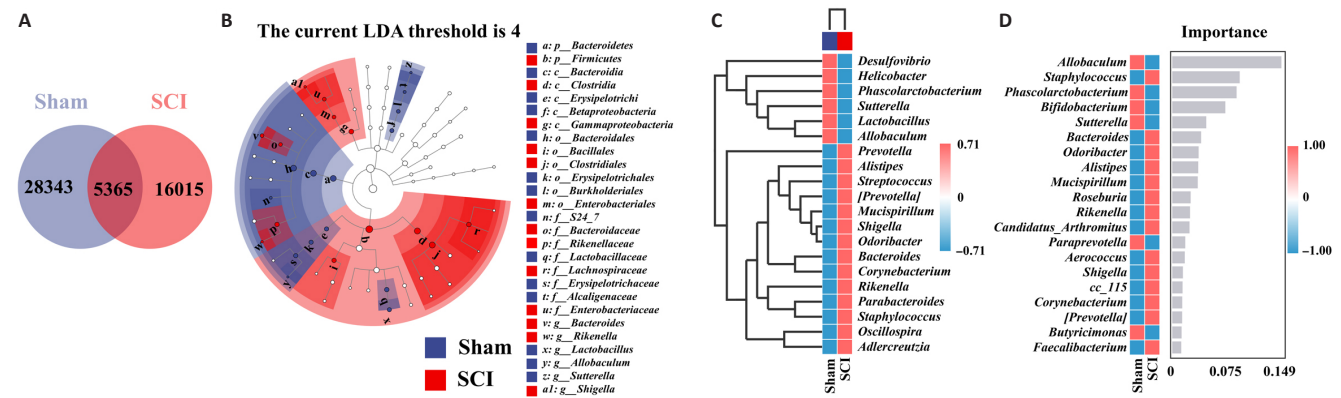 A
Sham
SCI
28343
5365
16015
B
The current LDA threshold is 4
a1
u
m
g
z
t
l
f
v
o
h
c
a
n
w
p
e
k
s
y
b
i
d
j
r
q
x
Sham
SCI
a: p__Bacteroidetes
b: p__Firmicutes
c: c__Bacteroidia
d: c__Clostridia
e: c__Erysipelotrichi
f: c__Betaproteobacteria
g: c__Gammaproteobacteria
h: o__Bacteroidales
i: o__Bacillales
j: o__Clostridiales
k: o__Erysipelotrichales
l: o__Burkholderiales
m: o__Enterobacteriales
n: f__S24_7
o: f__Bacteroidaceae
p: f__Rikenellaceae
q: f__Lactobacillaceae
r: f__Lachnospiraceae
s: f__Erysipelotrichaceae
t: f__Alcaligenaceae
u: f__Enterobacteriaceae
v: g__Bacteroides
w: g__Rikenella
x: g__Lactobacillus
y: g__Allobaculum
z: g__Sutterella
a1: g__Shigella
C
Desulfovibrio
Helicobacter
Phascolarctobacterium
Sutterella
Lactobacillus
Allobaculum
Prevotella
Alistipes
Streptococcus
[Prevotella]
Mucispirillum
Shigella
Odoribacter
Bacteroides
Corynebacterium
Rikenella
Parabacteroides
Staphylococcus
Oscillospira
Adlercreutzia
Sham
SCI
0.71
0
−0.71
D
Importance
Allobaculum
Staphylococcus
Phascolarctobacterium
Bifidobacterium
Sutterella
Bacteroides
Odoribacter
Alistipes
Mucispirillum
Roseburia
Rikenella
Candidatus_Arthromitus
Paraprevotella
Aerococcus
Shigella
cc_115
Corynebacterium
[Prevotella]
Butyricimonas
Faecalibacterium
Sham
SCI
0 0.075 0.149
1.00
0
−1.00